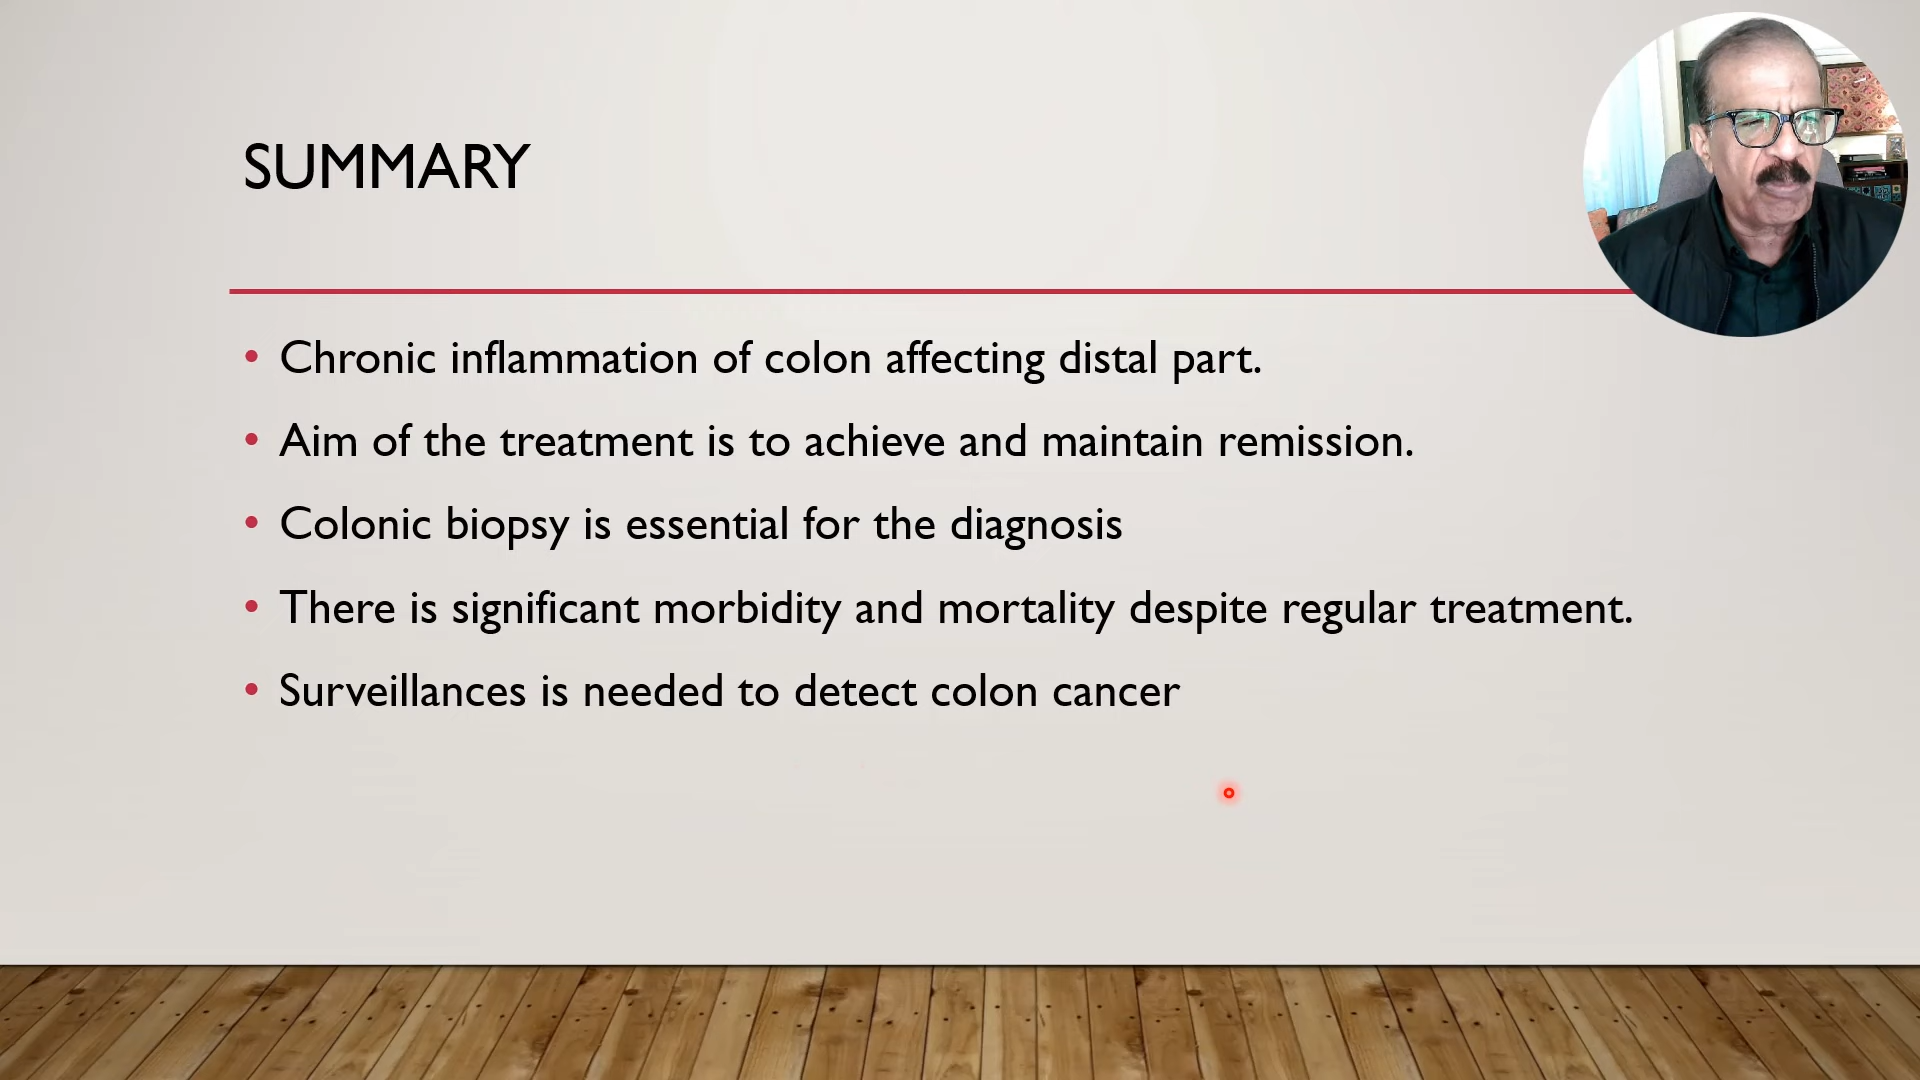 SUMMARY
• Chronic inflammation of colon affecting distal part.
• Aim of the treatment is to achieve and maintain remission.
• Colonic biopsy is essential for the diagnosis
• There is significant morbidity and mortality despite regular treatment.
• Surveillances is needed to detect colon cancer